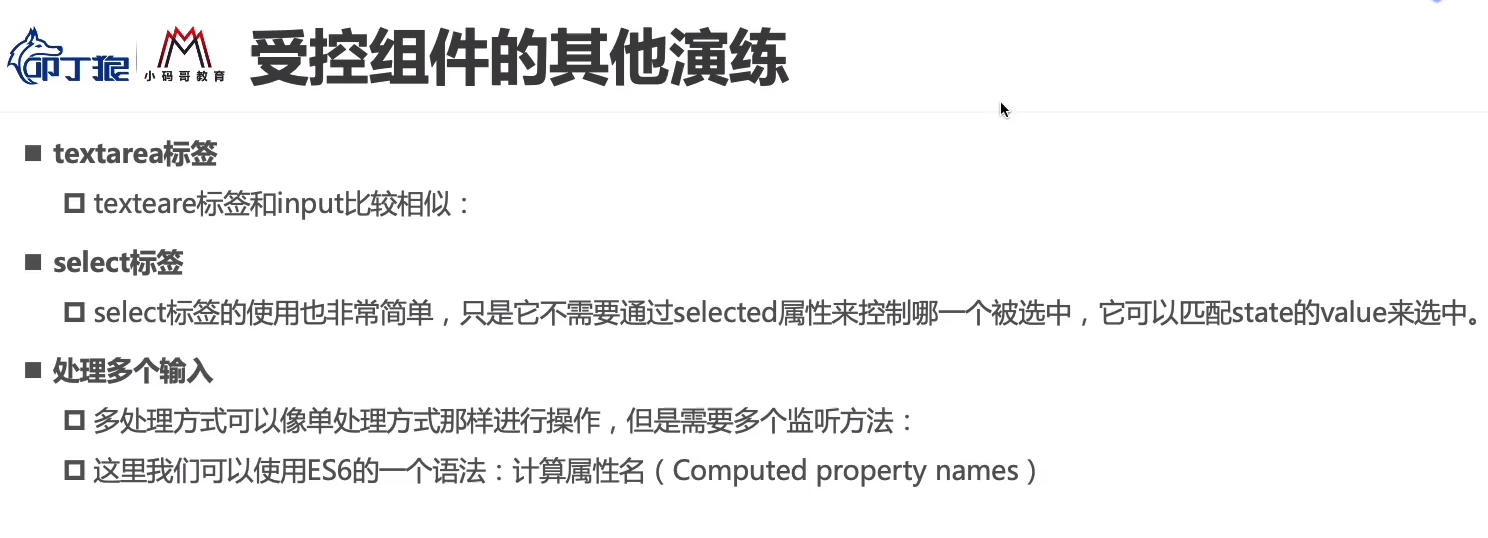 叩丁狼 小码哥教育 受控组件的其他演练
textarea标签
texteare标签和input比较相似：
select标签
select标签的使用也非常简单，只是它不需要通过selected属性来控制哪一个被选中，它可以匹配state的value来选中。
处理多个输入
多处理方式可以像单处理方式那样进行操作，但是需要多个监听方法：
这里我们可以使用ES6的一个语法：计算属性名（Computed property names）